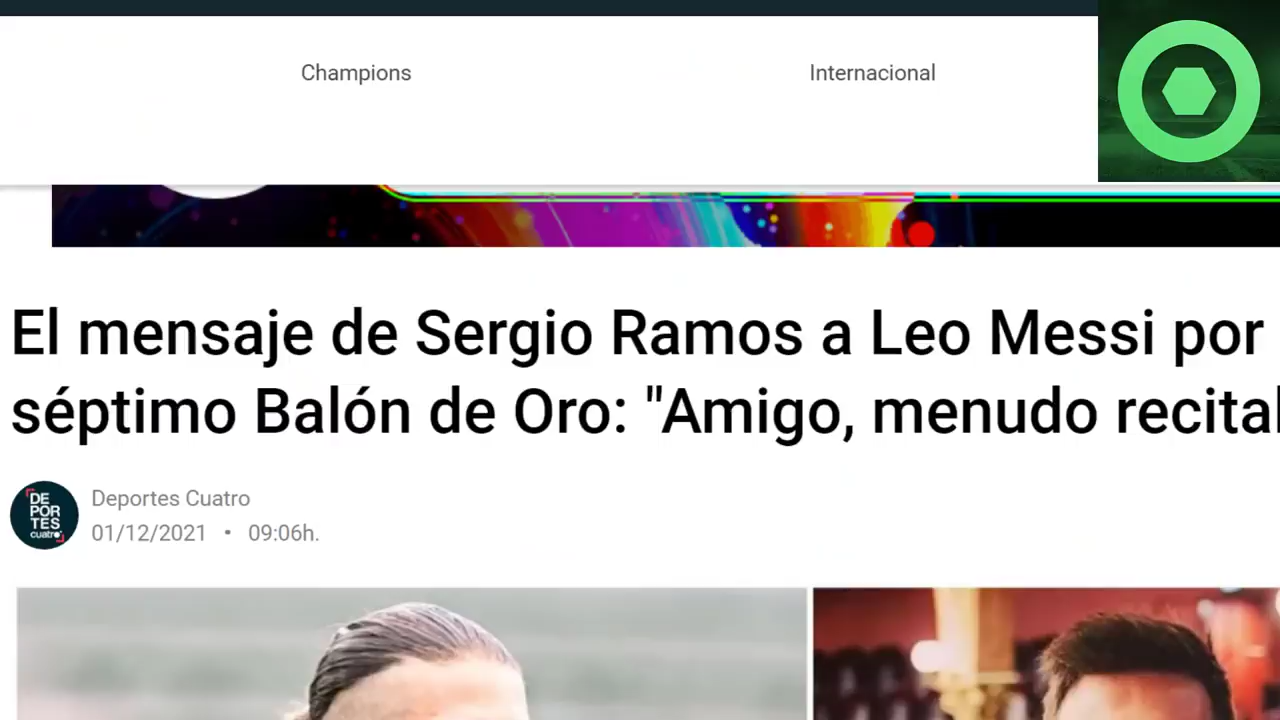 Champions
Internacional
El mensaje de Sergio Ramos a Leo Messi por
séptimo Balón de Oro: "Amigo, menudo recital
DE
POR
TES
cuatro
Deportes Cuatro
01/12/2021 • 09:06h.